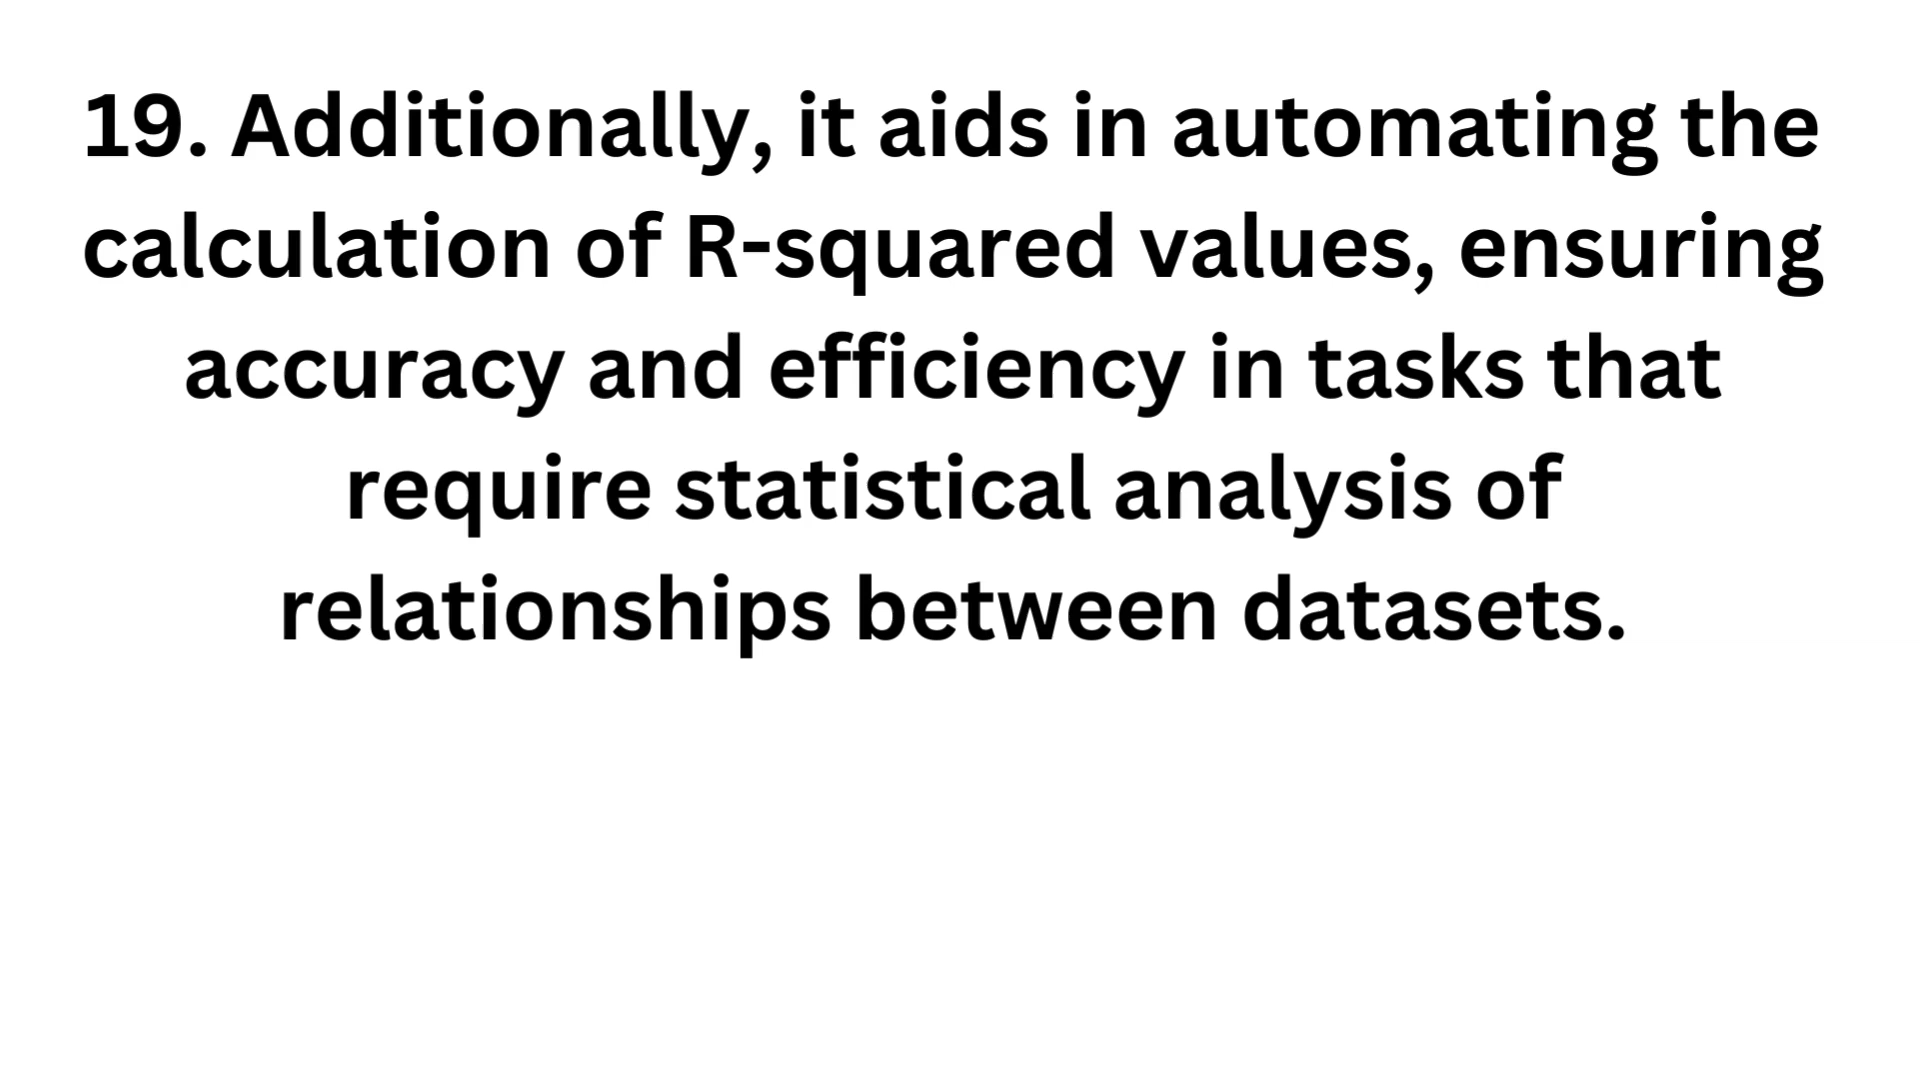 19. Additionally, it aids in automating the
calculation of R-squared values, ensuring
accuracy and efficiency in tasks that
require statistical analysis of
relationships between datasets.